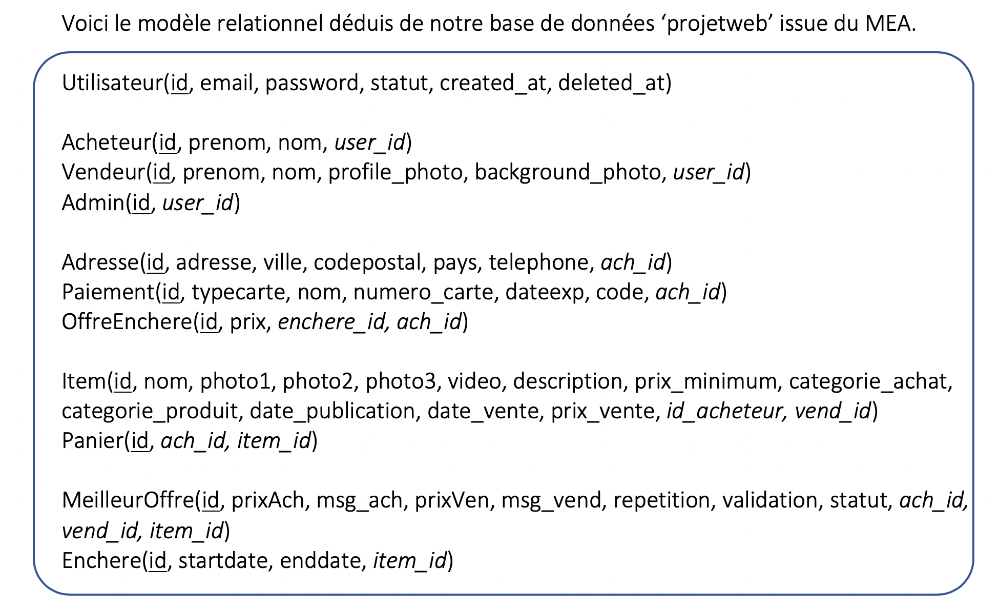 Voici le modèle relationnel déduis de notre base de données ‘projetweb’ issue du MEA.
Utilisateur(id, email, password, statut, created_at, deleted_at)
Acheteur(id, prenom, nom, user_id)
Vendeur(id, prenom, nom, profile_photo, background_photo, user_id)
Admin(id, user_id)
Adresse(id, adresse, ville, codepostal, pays, telephone, ach_id)
Paiement(id, typecarte, nom, numero_carte, dateexp, code, ach_id)
OffreEnchere(id, prix, enchere_id, ach_id)
Item(id, nom, photo1, photo2, photo3, video, description, prix_minimum, categorie_achat,
categorie_produit, date_publication, date_vente, prix_vente, id_acheteur, vend_id)
Panier(id, ach_id, item_id)
MeilleurOffre(id, prixAch, msg_ach, prixVen, msg_vend, repetition, validation, statut, ach_id,
vend_id, item_id)
Enchere(id, startdate, enddate, item_id)